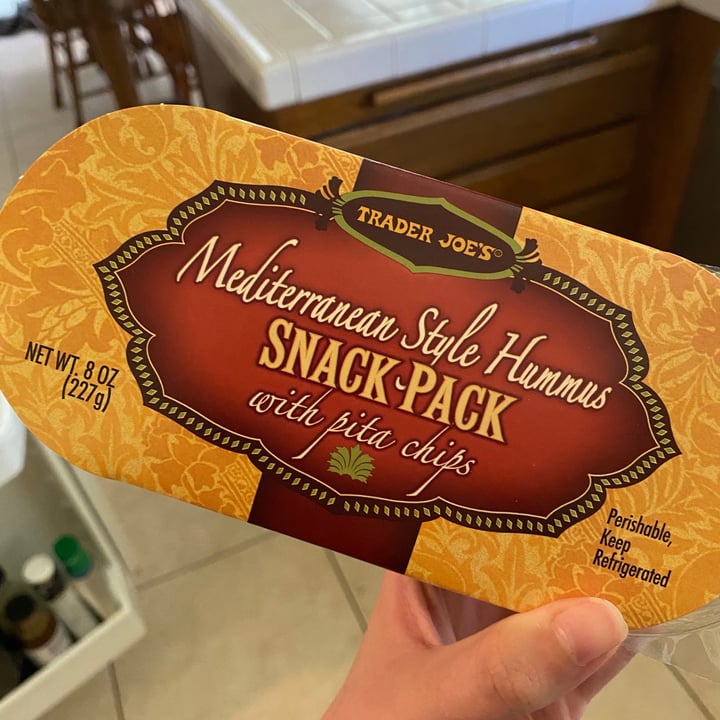 TRADER JOE'S
Mediterranean Style Hummus
SNACK-PACK
with pita chips
NET WT. 8 OZ
(227g)
Perishable,
Keep
Refrigerated